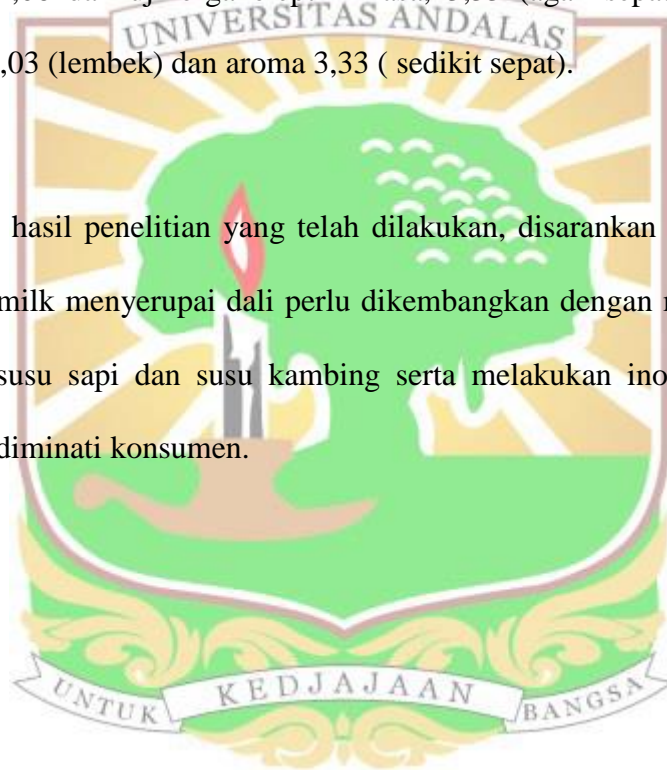 UNIVERSITAS ANDALAS
,03 (lembek) dan aroma 3,33 ( sedikit sepat).
hasil penelitian yang telah dilakukan, disarankan
milk menyerupai dali perlu dikembangkan dengan
susu sapi dan susu kambing serta melakukan
diminati konsumen.
UNTUK KEDJAJAAN BANGSA